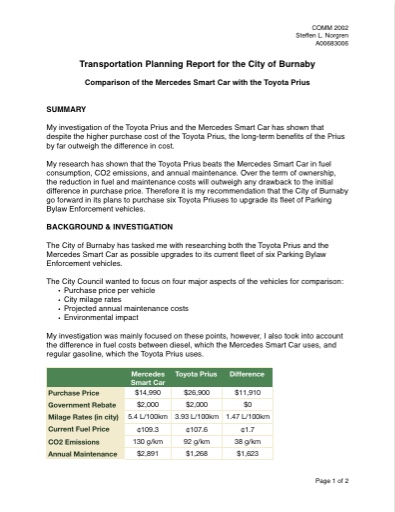 COMM 2002
Steffen L. Norgren
A00683006
Transportation Planning Report for the City of Burnaby
Comparison of the Mercedes Smart Car with the Toyota Prius
SUMMARY
My investigation of the Toyota Prius and the Mercedes Smart Car has shown that
despite the higher purchase cost of the Toyota Prius, the long-term benefits of the Prius
by far outweigh the difference in cost.
My research has shown that the Toyota Prius beats the Mercedes Smart Car in fuel
consumption, CO2 emissions, and annual maintenance. Over the term of ownership,
the reduction in fuel and maintenance costs will outweigh any drawback to the initial
difference in purchase price. Therefore it is my recommendation that the City of Burnaby
go forward in its plans to purchase six Toyota Priuses to upgrade its fleet of Parking
Bylaw Enforcement vehicles.
BACKGROUND & INVESTIGATION
The City of Burnaby has tasked me with researching both the Toyota Prius and the
Mercedes Smart Car as possible upgrades to its current fleet of six Parking Bylaw
Enforcement vehicles.
The City Council wanted to focus on four major aspects of the vehicles for comparison:
• Purchase price per vehicle
• City milage rates
• Projected annual maintenance costs
• Environmental impact
My investigation was mainly focused on these points, however, I also took into account
the difference in fuel costs between diesel, which the Mercedes Smart Car uses, and
regular gasoline, which the Toyota Prius uses.
Mercedes Smart Car Toyota Prius Difference
Purchase Price $14,990 $26,900 $11,910
Government Rebate $2,000 $2,000 $0
Milage Rates (in city) 5.4 L/100km 3.93 L/100km 1.47 L/100km
Current Fuel Price ¢109.3 ¢107.6 ¢1.7
CO2 Emissions 130 g/km 92 g/km 38 g/km
Annual Maintenance $2,891 $1,268 $1,623
Page 1 of 2